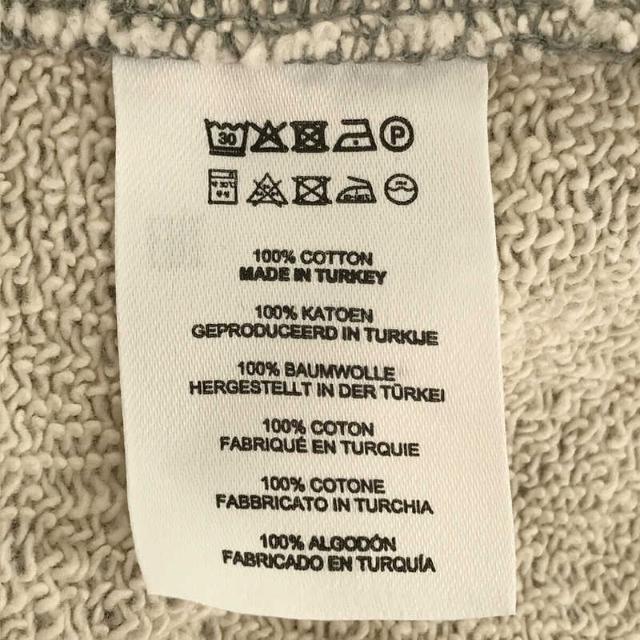 30
P
100% COTTON
MADE IN TURKEY
100% KATOEN
GEPRODUCEERD IN TURKIJE
100% BAUMWOLLE
HERGESTELLT IN DER TÜRKEI
100% COTON
FABRIQUÉ EN TURQUIE
100% COTONE
FABBRICATO IN TURCHIA
100% ALGODÓN
FABRICADO EN TURQUÍA